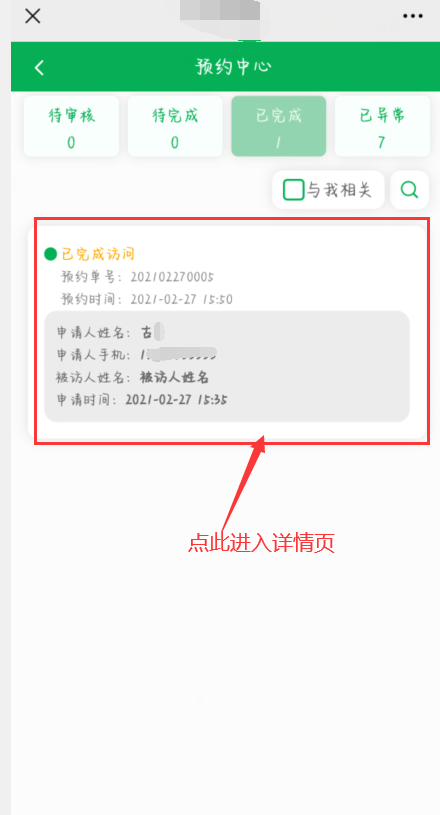 预约中心
待审核 待完成 已完成 已异常
0 0 1 7
与我相关
已完成访问
预约单号：202102270005
预约时间：2021-02-27 15:50
申请人姓名：古
申请人手机：1
被访人姓名：被访人姓名
申请时间：2021-02-27 15:35
点此进入详情页